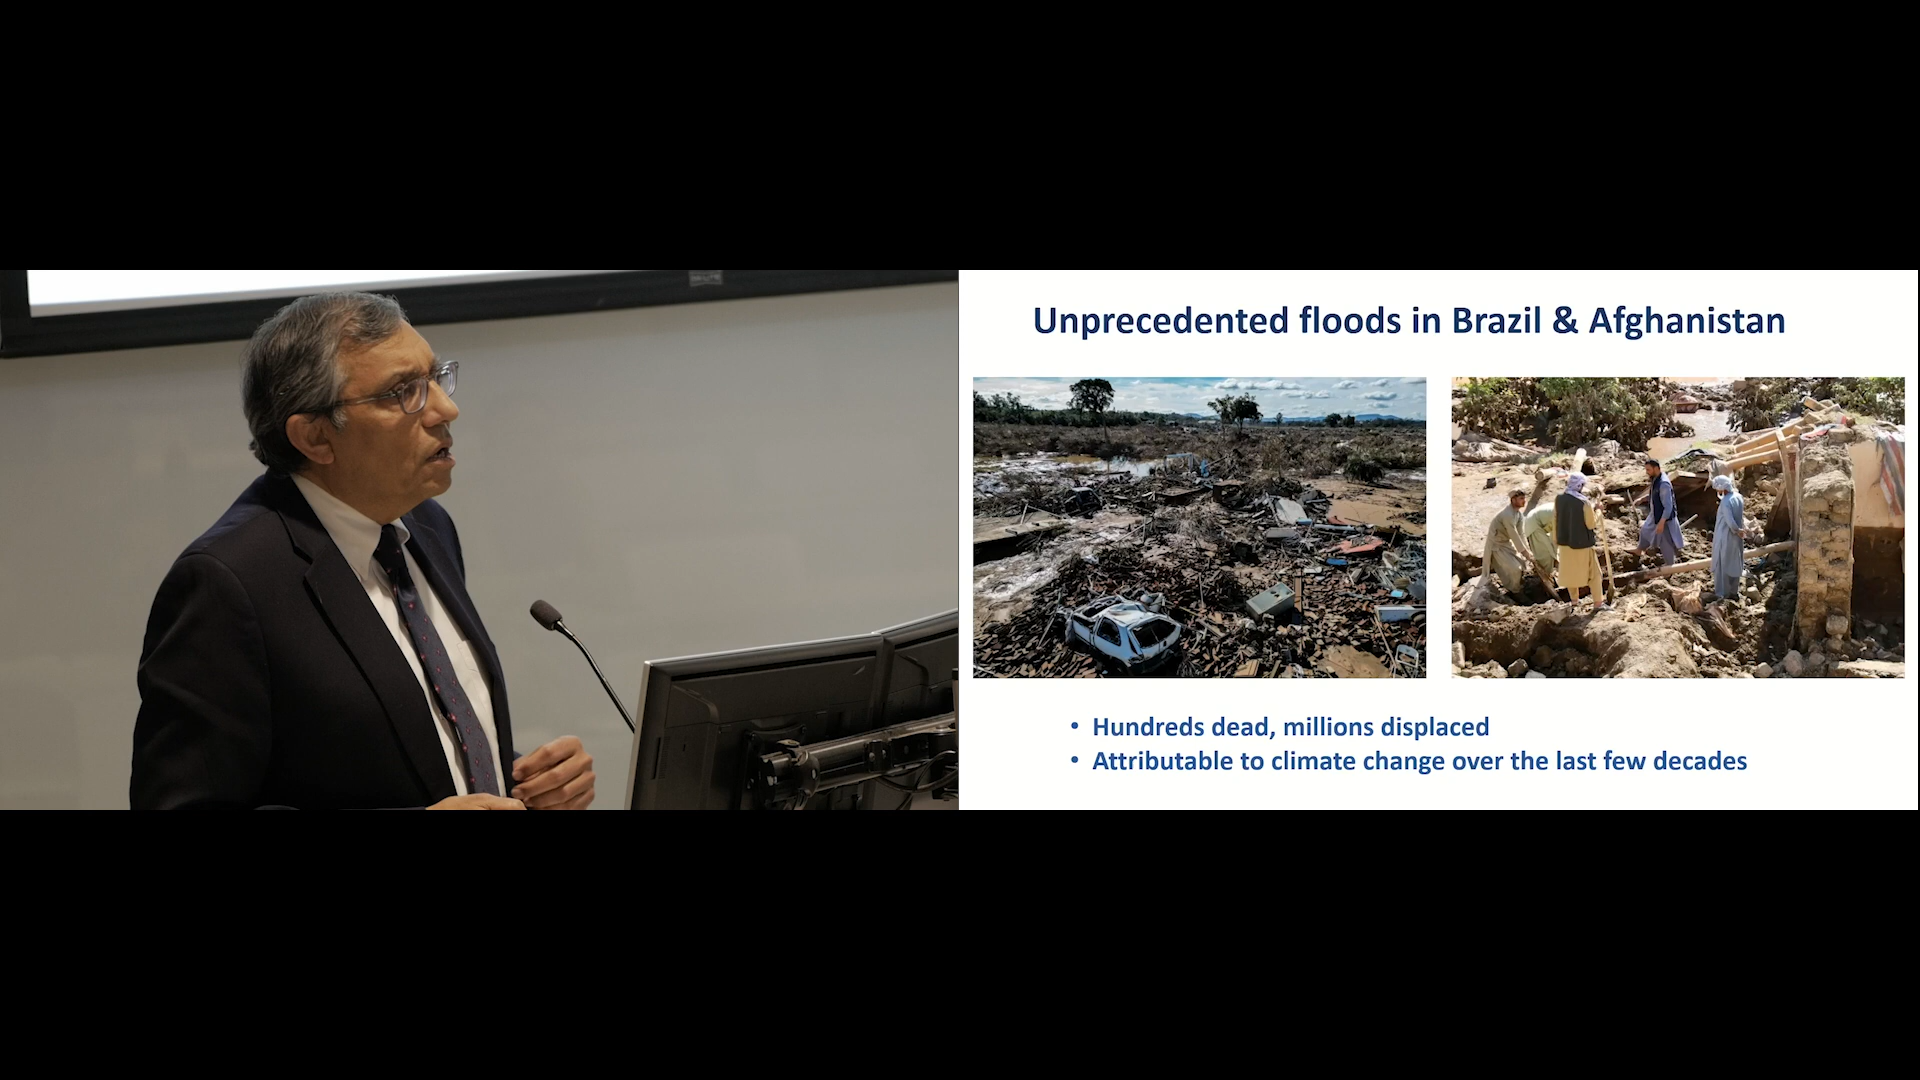 Unprecedented floods in Brazil & Afghanistan
• Hundreds dead, millions displaced
• Attributable to climate change over the last few decades